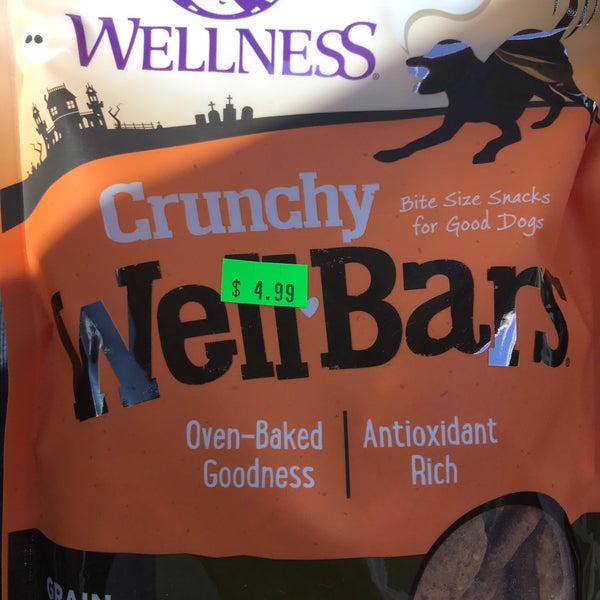 WELLNESS®
Crunchy
Bite Size Snacks
for Good Dogs
WellBars®
$ 4.99
Oven-Baked
Goodness
Antioxidant
Rich
GRAIN